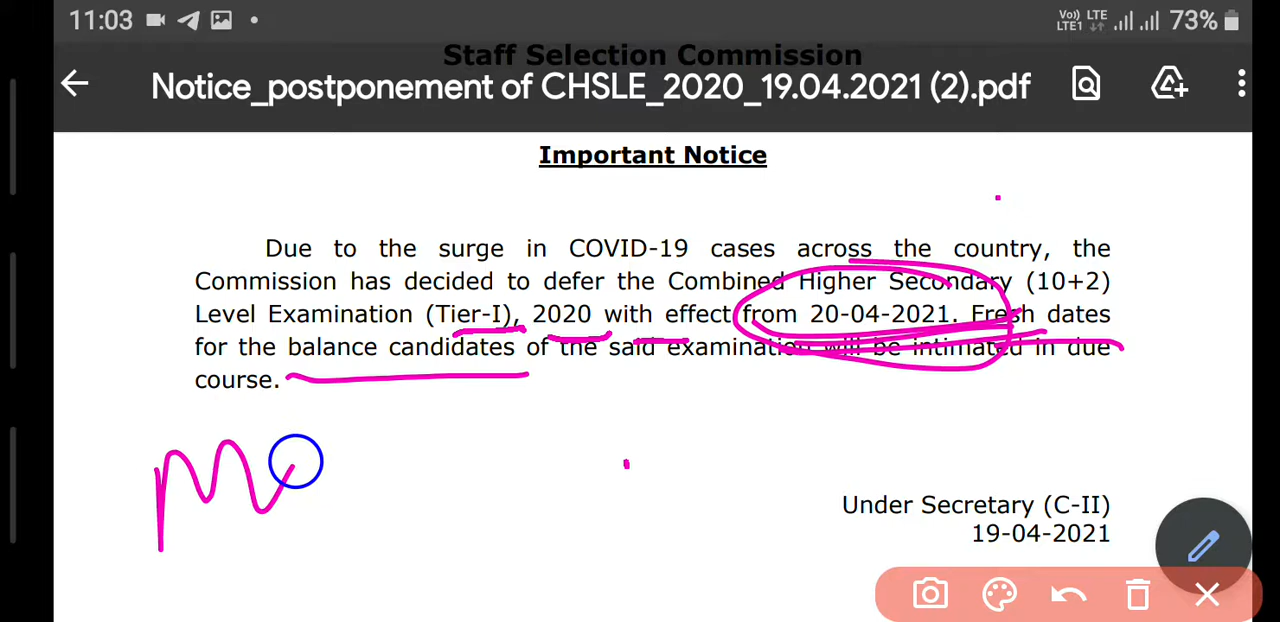 11:03 Vo) LTE LTE1 73%
Staff Selection Commission
Notice_postponement of CHSLE_2020_19.04.2021 (2).pdf
Important Notice
Due to the surge in COVID-19 cases across the country, the
Commission has decided to defer the Combined Higher Secondary (10+2)
Level Examination (Tier-I), 2020 with effect from 20-04-2021. Fresh dates
for the balance candidates of the said examination will be intimated in due
course.
Under Secretary (C-II)
19-04-2021